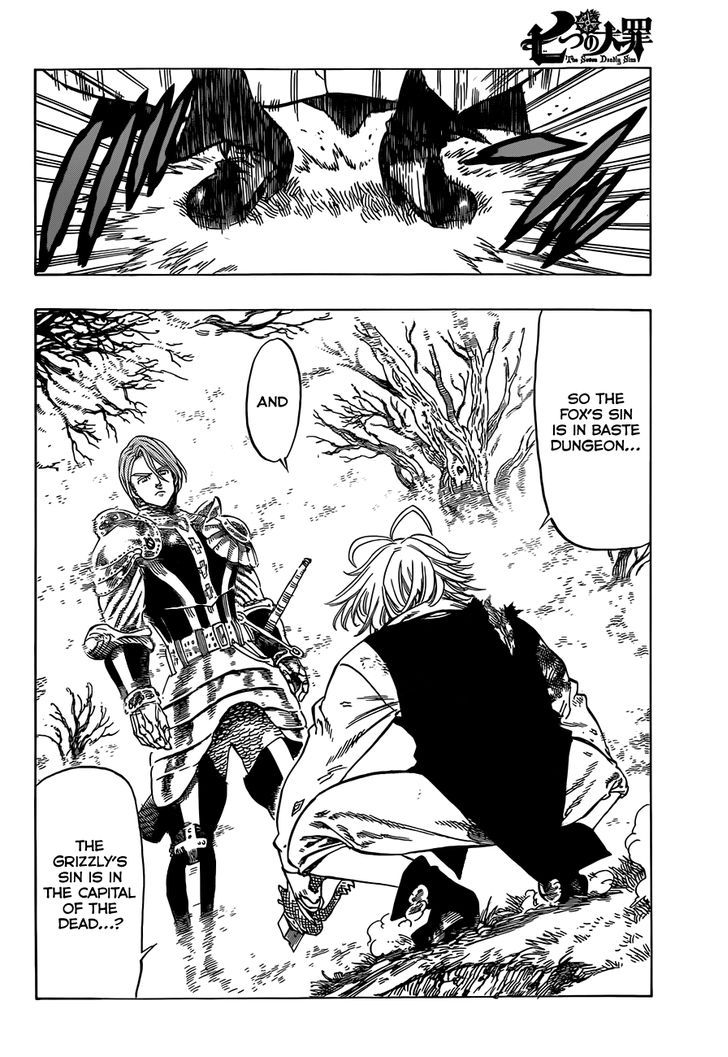 七つの大罪
The Seven Deadly Sins
SO THE
FOX'S SIN
IS IN BASTE
DUNGEON...
AND
THE
GRIZZLY'S
SIN IS IN
THE CAPITAL
OF THE
DEAD...?